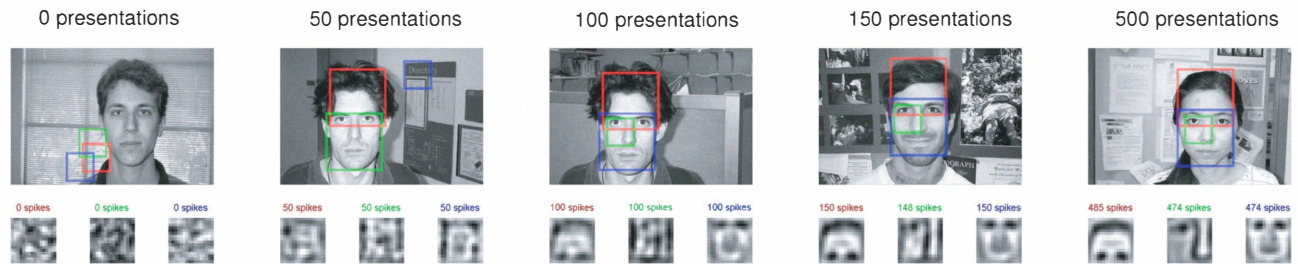 0 presentations
50 presentations
100 presentations
150 presentations
500 presentations
Directory
0 spikes 0 spikes 0 spikes
50 spikes 50 spikes 50 spikes
100 spikes 100 spikes 100 spikes
150 spikes 148 spikes 150 spikes
485 spikes 474 spikes 474 spikes